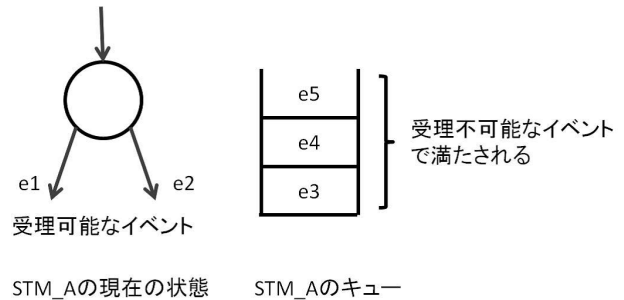 e1
e2
受理可能なイベント
STM_Aの現在の状態
e5
e4
e3
受理不可能なイベント
で満たされる
STM_Aのキュー